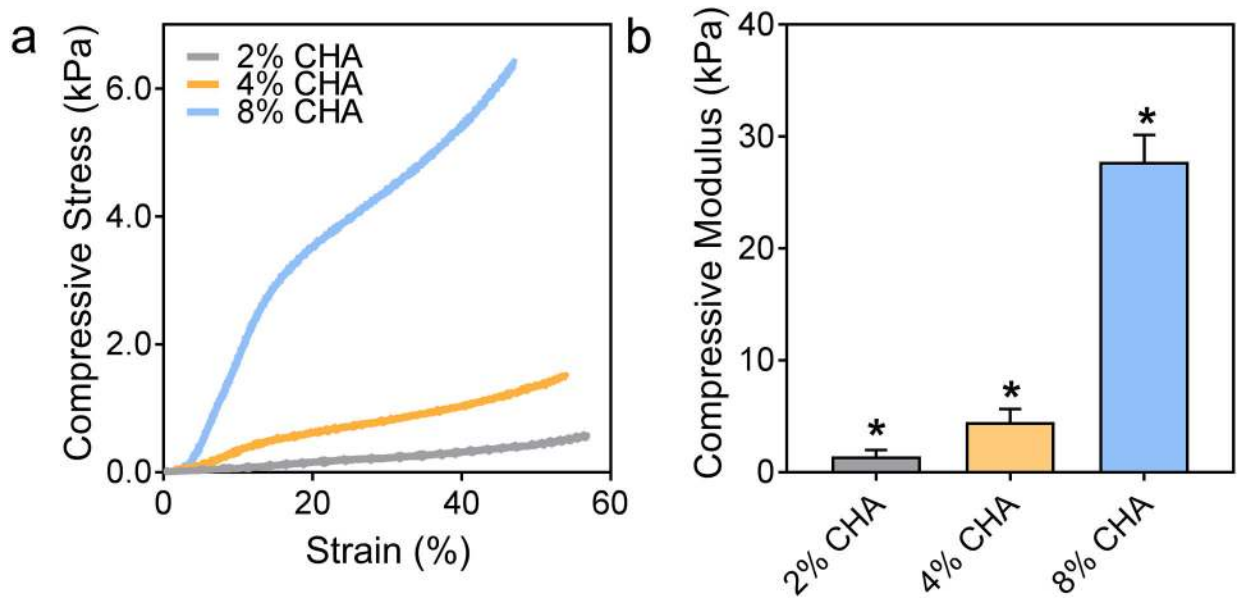 a
Compressive Stress (kPa)
6.0
4.0
2.0
0.0
2% CHA
4% CHA
8% CHA
0
20
40
60
Strain (%)
b
Compressive Modulus (kPa)
40
30
20
10
0
*
*
*
2% CHA
4% CHA
8% CHA